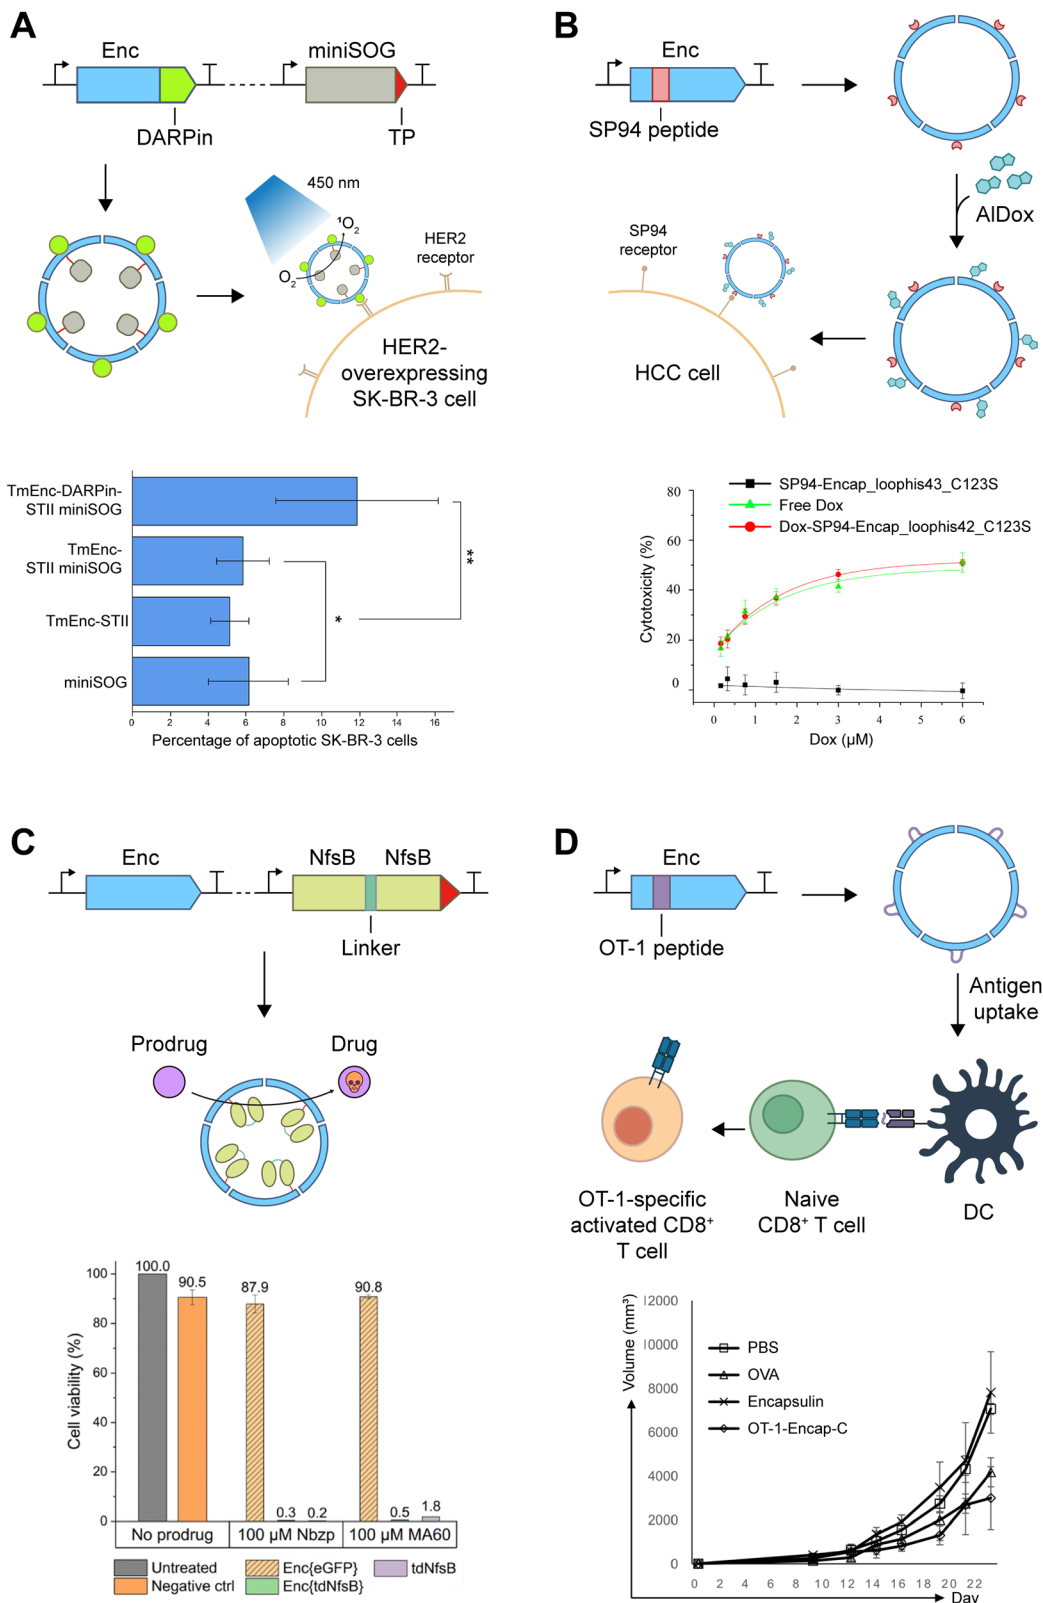 A
Enc
miniSOG
DARPin
TP
450 nm
¹O₂
O₂
HER2
receptor
HER2-
overexpressing
SK-BR-3 cell
TmEnc-DARPin-
STII miniSOG
TmEnc-
STII miniSOG
TmEnc-STII
miniSOG
**
*
0 2 4 6 8 10 12 14 16
Percentage of apoptotic SK-BR-3 cells
B
Enc
SP94 peptide
AlDox
SP94
receptor
HCC cell
SP94-Encap_loophis43_C123S
Free Dox
Dox-SP94-Encap_loophis42_C123S
80
60
40
20
0
Cytotoxicity (%)
0 1 2 3 4 5 6
Dox (µM)
C
Enc
NfsB NfsB
Linker
Prodrug
Drug
Cell viability (%)
100
80
60
40
20
0
100.0
90.5
87.9
0.3
0.2
90.8
0.5
1.8
No prodrug
100 µM Nbzp
100 µM MA60
Untreated
Negative ctrl
Enc{eGFP}
Enc{tdNfsB}
tdNfsB
D
Enc
OT-1 peptide
Antigen
uptake
OT-1-specific
activated CD8⁺
T cell
Naive
CD8⁺ T cell
DC
Volume (mm³)
12000
10000
8000
6000
4000
2000
0
PBS
OVA
Encapsulin
OT-1-Encap-C
0 2 4 6 8 10 12 14 16 18 20 22
Day